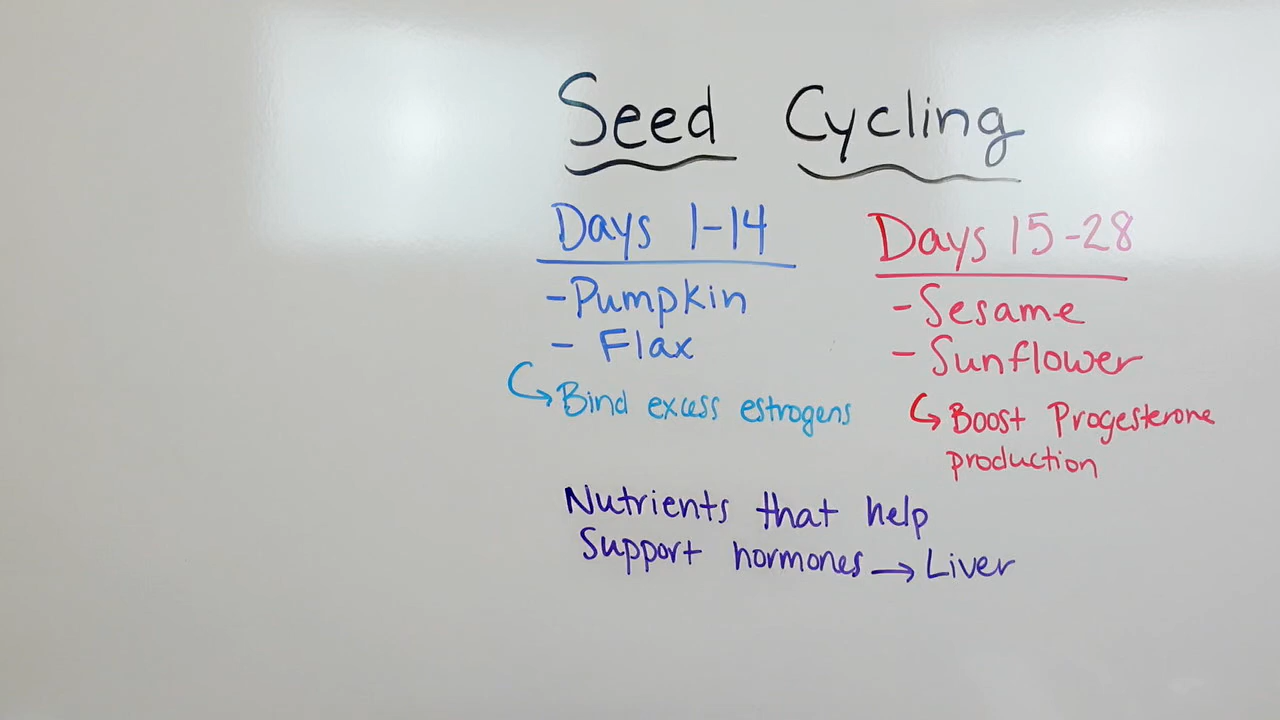 Seed Cycling
Days 1-14
- Pumpkin
- Flax
↳ Bind excess estrogens
Days 15-28
- Sesame
- Sunflower
↳ Boost Progesterone
production
Nutrients that help
Support hormones → Liver